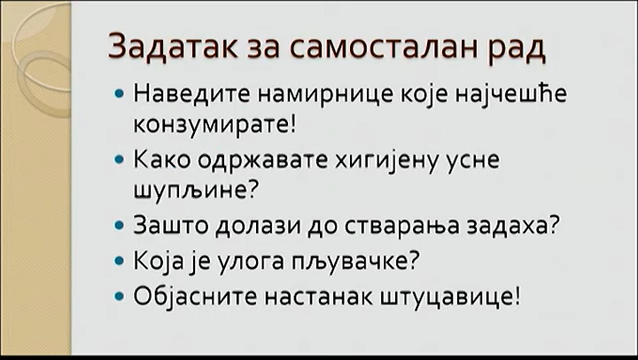 Задатак за самосталан рад
• Наведите намирнице које најчешће
конзумирате!
• Како одржавате хигијену усне
шупљине?
• Зашто долази до стварања задаха?
• Која је улога пљувачке?
• Објасните настанак штуцавице!